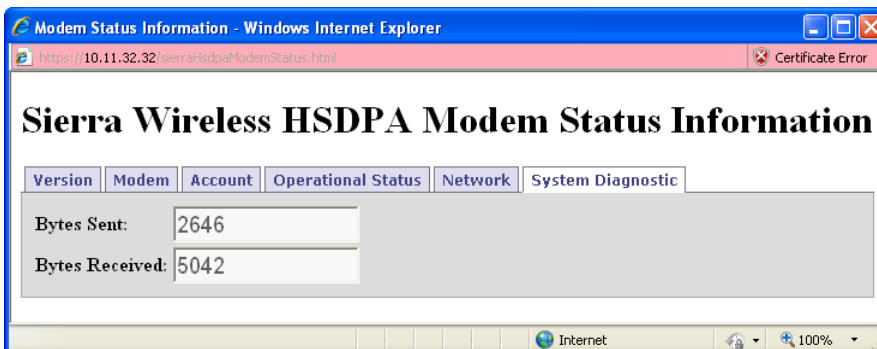 Modem Status Information - Windows Internet Explorer
https://10.11.32.32/sierraHsdpaModemStatus.html
Certificate Error
Sierra Wireless HSDPA Modem Status Information
Version Modem Account Operational Status Network System Diagnostic
Bytes Sent: 2646
Bytes Received: 5042
Internet 100%